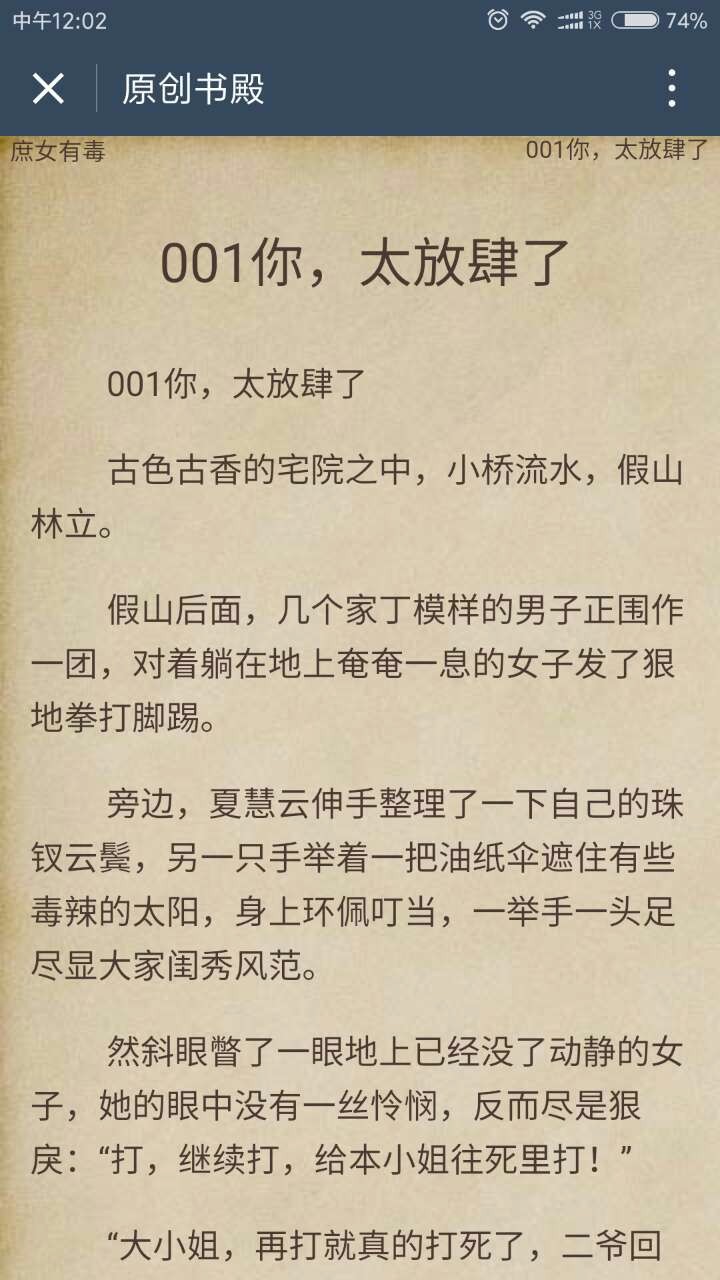 中午12:02
3G
1X
74%
原创书殿
庶女有毒
001你，太放肆了
001你，太放肆了
001你，太放肆了
古色古香的宅院之中，小桥流水，假山
林立。
假山后面，几个家丁模样的男子正围作
一团，对着躺在地上奄奄一息的女子发了狠
地拳打脚踢。
旁边，夏慧云伸手整理了一下自己的珠
钗云鬓，另一只手举着一把油纸伞遮住有些
毒辣的太阳，身上环佩叮当，一举手一头足
尽显大家闺秀风范。
然斜眼瞥了一眼地上已经没了动静的女
子，她的眼中没有一丝怜悯，反而尽是狠
戾：“打，继续打，给本小姐往死里打！”
“大小姐，再打就真的打死了，二爷回